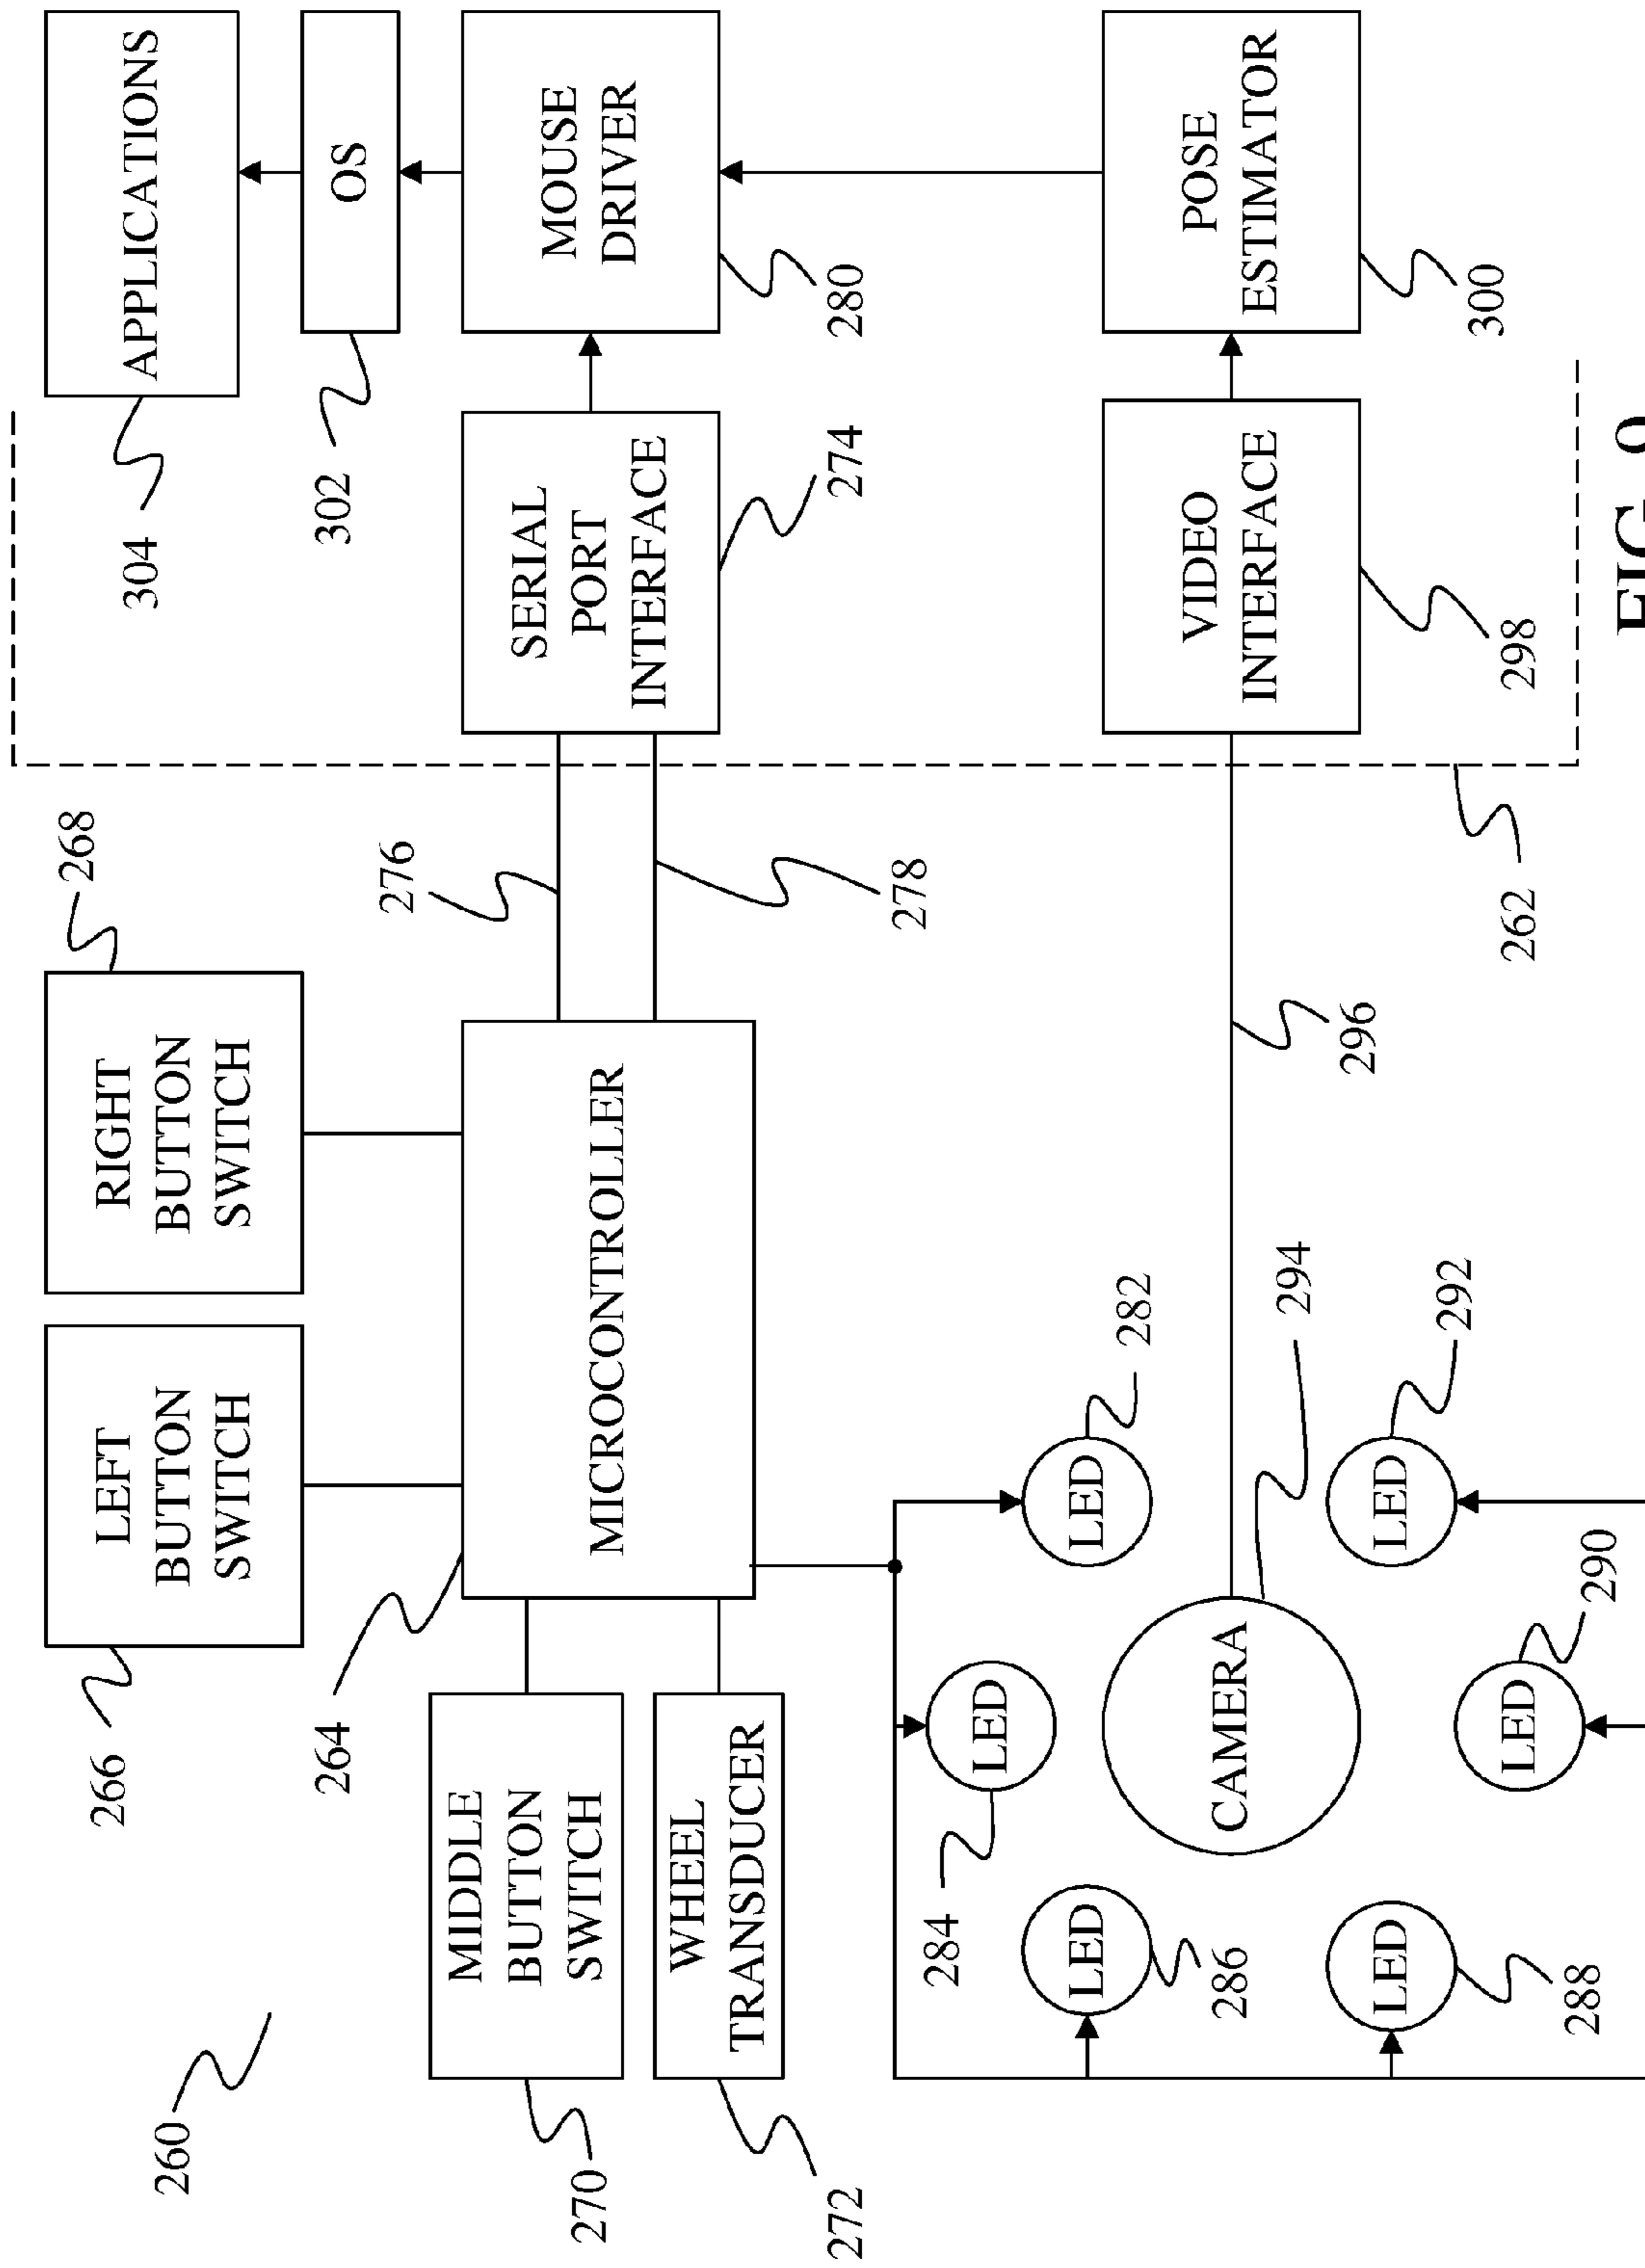 260
266
LEFT
BUTTON
SWITCH
RIGHT
BUTTON
SWITCH
268
304
APPLICATIONS
302
OS
264
276
270
MIDDLE
BUTTON
SWITCH
MICROCONTROLLER
SERIAL
PORT
INTERFACE
MOUSE
DRIVER
272
WHEEL
TRANSDUCER
278
274
280
284
LED
286
LED
LED
282
CAMERA
294
296
VIDEO
INTERFACE
POSE
ESTIMATOR
288
LED
LED
292
298
300
290
LED
262